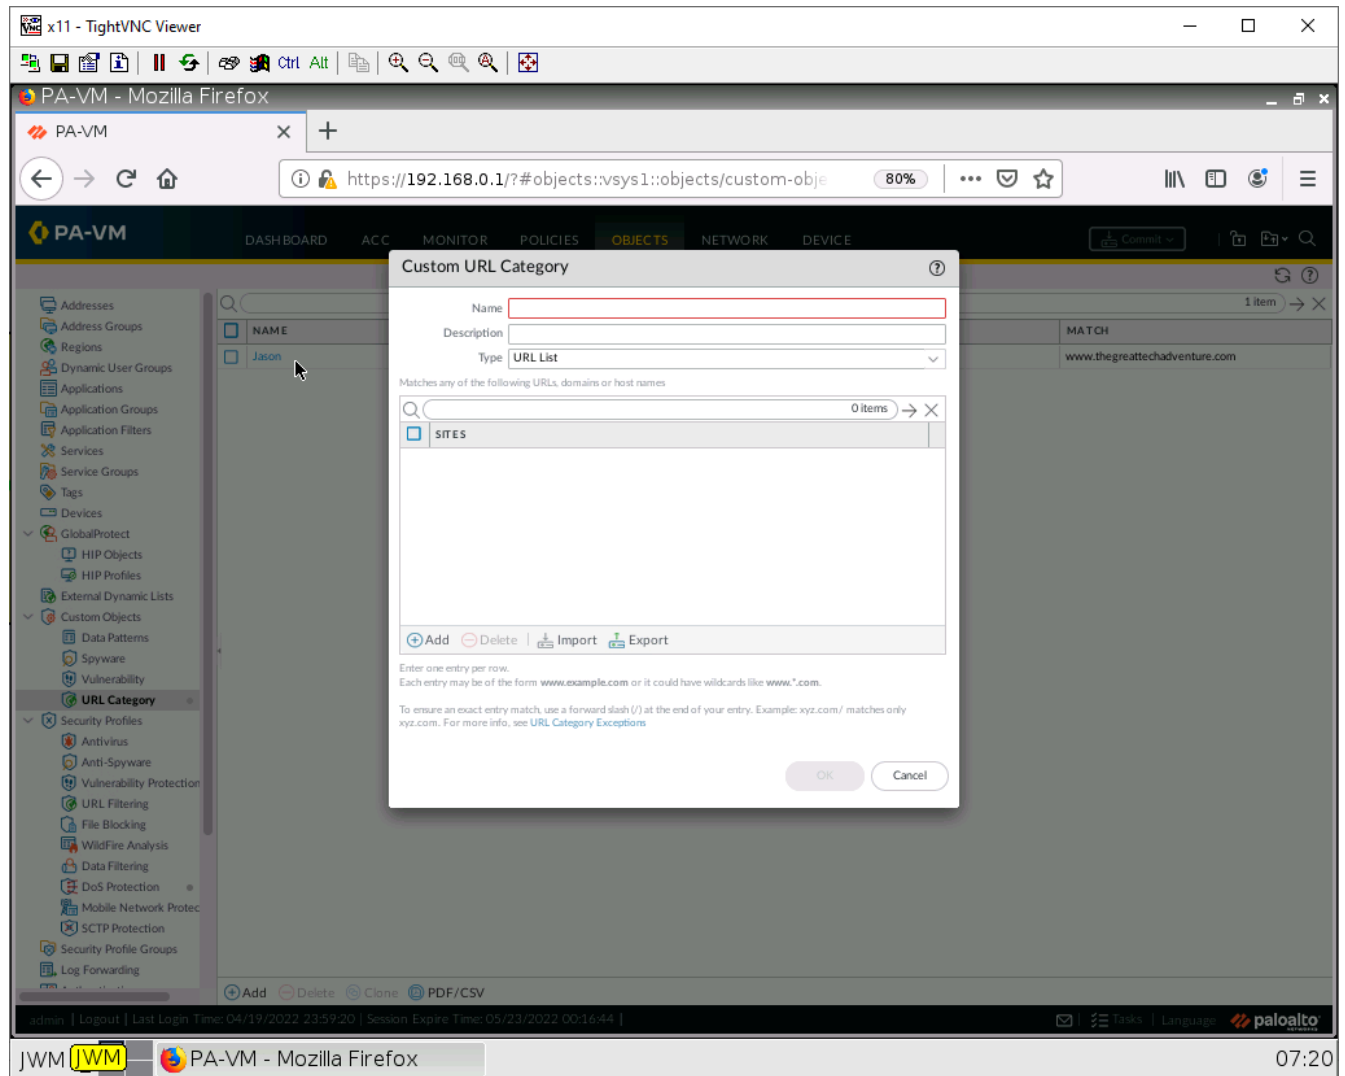 x11 - TightVNC Viewer
Ctrl Alt
PA-VM - Mozilla Firefox
PA-VM
https://192.168.0.1/?#objects::vsys1::objects/custom-obje
80%
PA-VM
DASHBOARD ACC MONITOR POLICIES OBJECTS NETWORK DEVICE
Commit
Custom URL Category
Addresses
Address Groups
Regions
Dynamic User Groups
Applications
Application Groups
Application Filters
Services
Service Groups
Tags
Devices
GlobalProtect
HIP Objects
HIP Profiles
External Dynamic Lists
Custom Objects
Data Patterns
Spyware
Vulnerability
URL Category
Security Profiles
Antivirus
Anti-Spyware
Vulnerability Protection
URL Filtering
File Blocking
WildFire Analysis
Data Filtering
DoS Protection
Mobile Network Protec
SCTP Protection
Security Profile Groups
Log Forwarding
1 item
NAME
MATCH
Jason
www.thegreattechadventure.com
Name
Description
Type URL List
Matches any of the following URLs, domains or host names
0 items
SITES
Add Delete Import Export
Enter one entry per row.
Each entry may be of the form www.example.com or it could have wildcards like www.*.com.
To ensure an exact entry match, use a forward slash (/) at the end of your entry. Example: xyz.com/ matches only
xyz.com. For more info, see URL Category Exceptions
OK Cancel
Add Delete Clone PDF/CSV
admin | Logout | Last Login Time: 04/19/2022 23:59:20 | Session Expire Time: 05/23/2022 00:16:44 |
Tasks | Language paloalto
NETWORKS
JWM JWM PA-VM - Mozilla Firefox 07:20